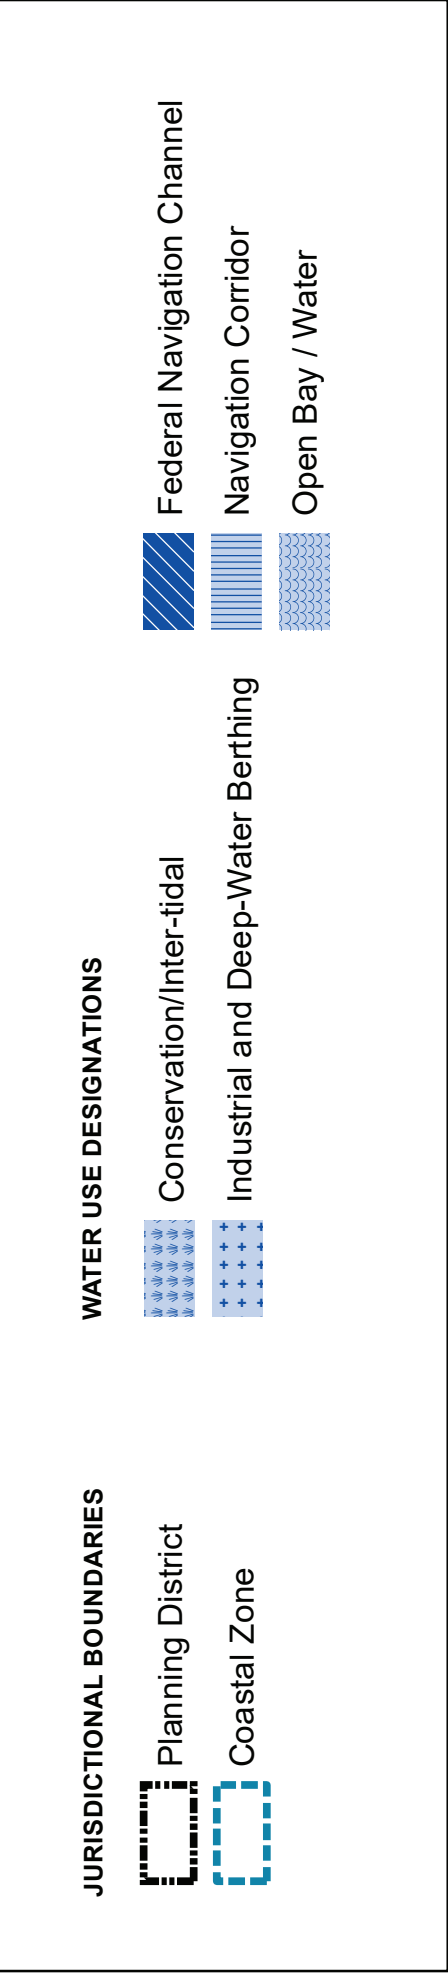 JURISDICTIONAL BOUNDARIES
Planning District
Coastal Zone
WATER USE DESIGNATIONS
Conservation/Inter-tidal
Industrial and Deep-Water Berthing
Federal Navigation Channel
Navigation Corridor
Open Bay / Water